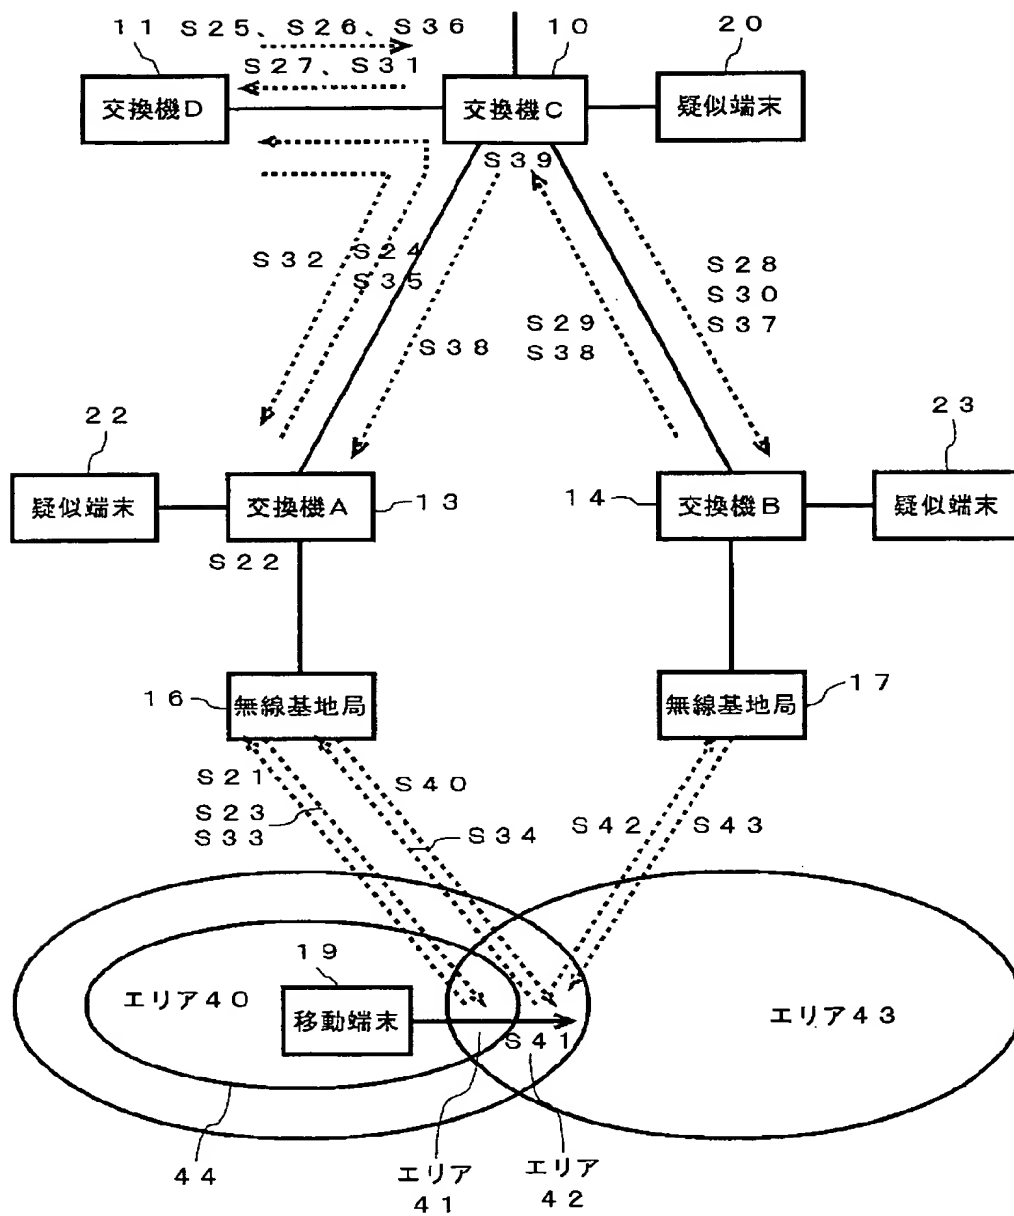 11
S25、S26、S36
10
20
S27、S31
交換機D
交換機C
疑似端末
S39
S32
S24
S35
S28
S30
S37
S38
S29
S38
22
23
疑似端末
交換機A
13
14
交換機B
疑似端末
S22
16
無線基地局
無線基地局
17
S21
S23
S33
S40
S34
S42
S43
19
エリア40
移動端末
エリア43
S41
44
エリア
41
エリア
42